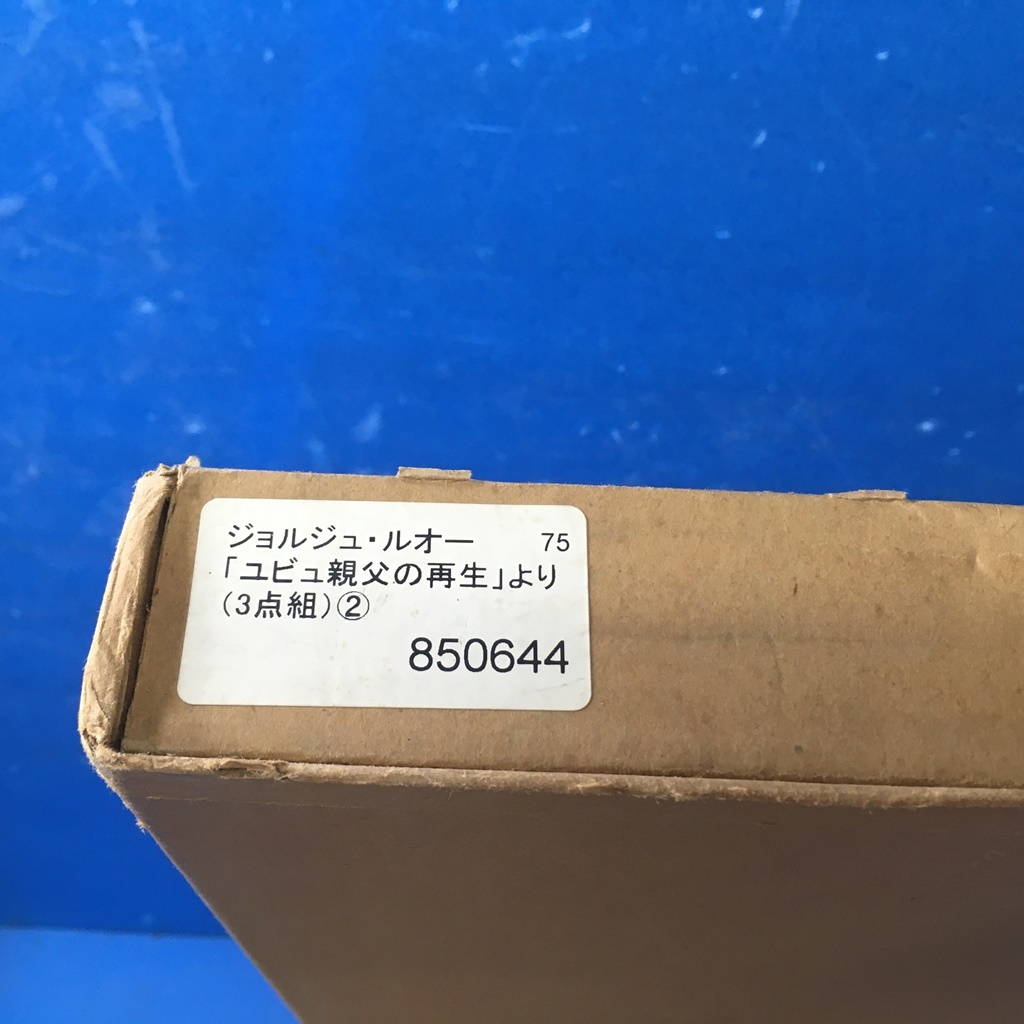 ジョルジュ・ルオー 75
「ユビュ親父の再生」より
(3点組)②
850644